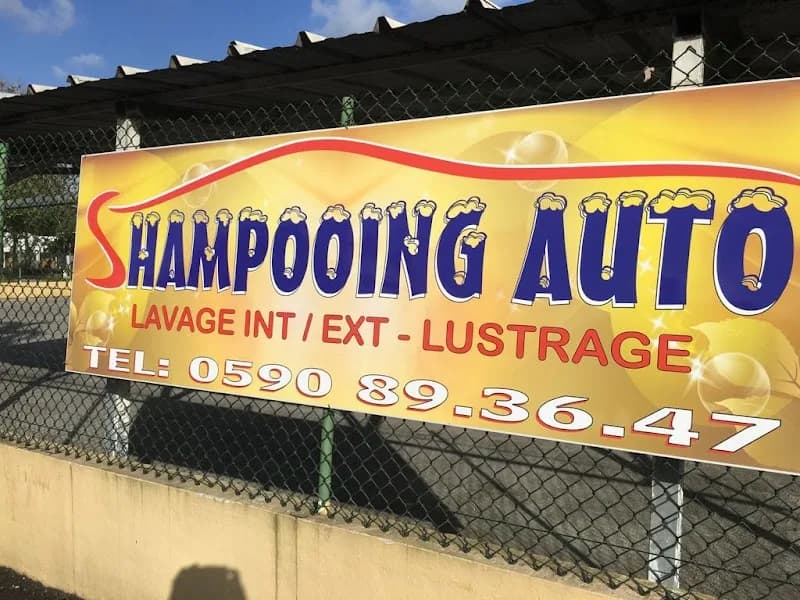 SHAMPOOING AUTO
LAVAGE INT / EXT - LUSTRAGE
TEL: 0590 89.36.47